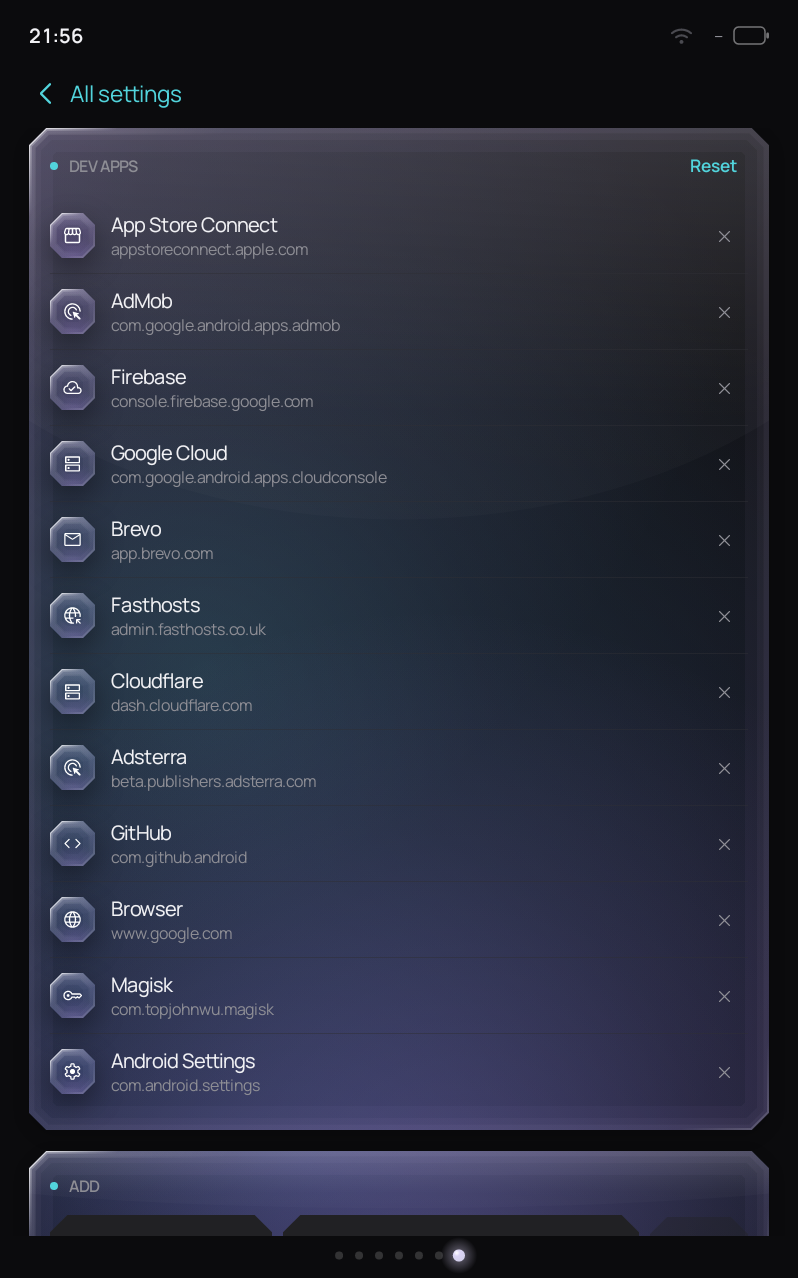 21:56
–
All settings
DEV APPS
Reset
App Store Connect
appstoreconnect.apple.com
AdMob
com.google.android.apps.admob
Firebase
console.firebase.google.com
Google Cloud
com.google.android.apps.cloudconsole
Brevo
app.brevo.com
Fasthosts
admin.fasthosts.co.uk
Cloudflare
dash.cloudflare.com
Adsterra
beta.publishers.adsterra.com
GitHub
com.github.android
Browser
www.google.com
Magisk
com.topjohnwu.magisk
Android Settings
com.android.settings
ADD